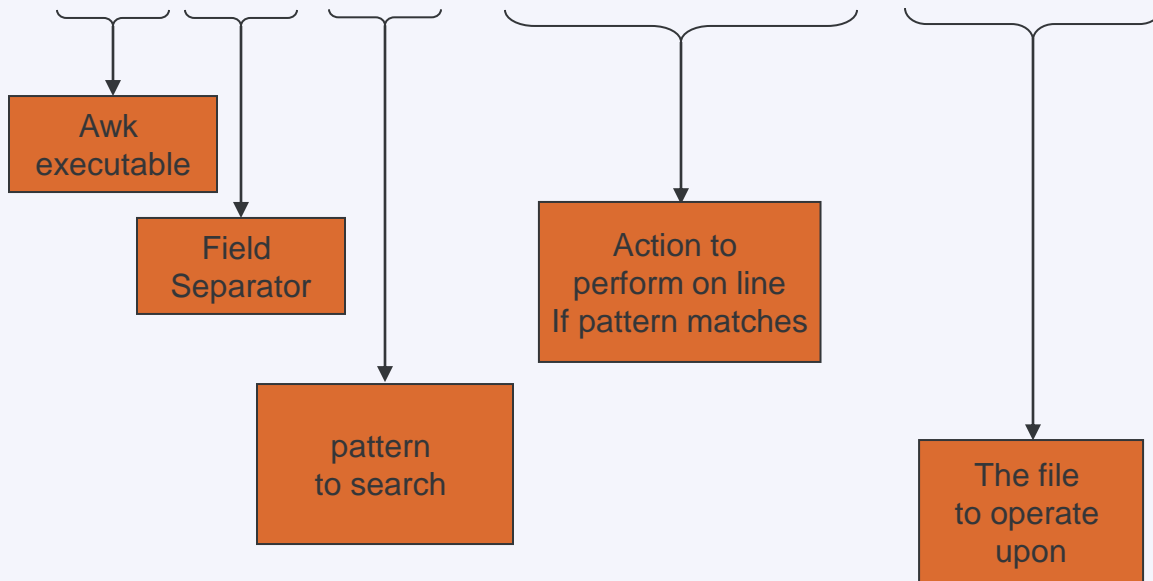 Awk
executable
Field
Separator
pattern
to search
Action to
perform on line
If pattern matches
The file
to operate
upon